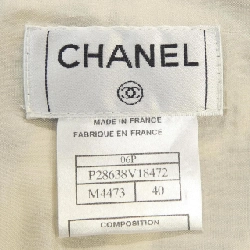 CHANEL
MADE IN FRANCE
FABRIQUE EN FRANCE
06P
P28638V18472
M4473 40
COMPOSITION